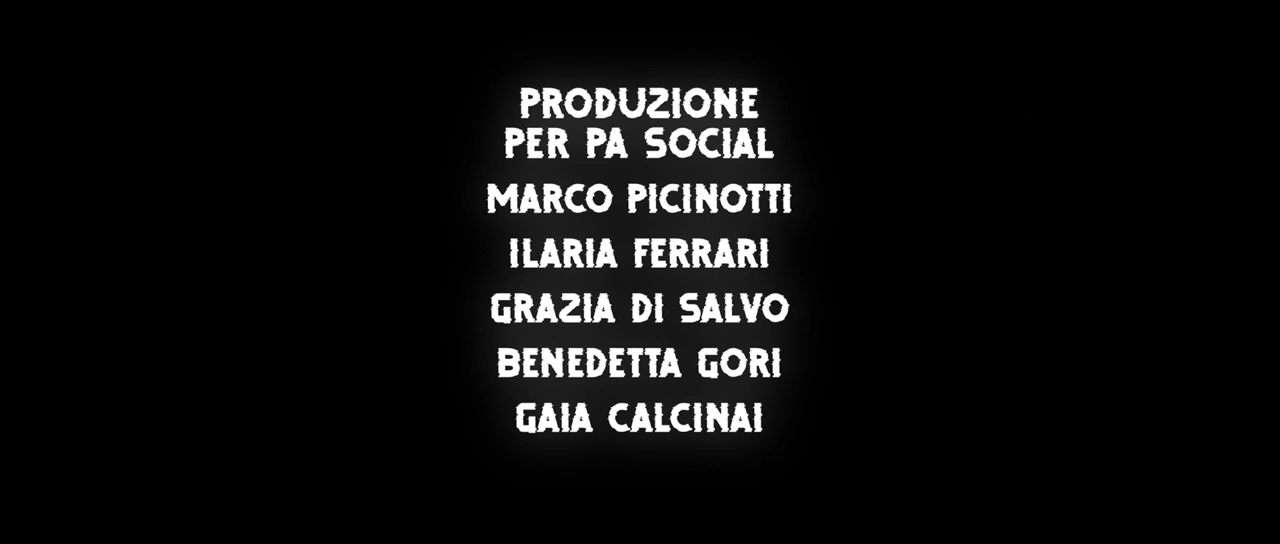 PRODUZIONE
PER PA SOCIAL
MARCO PICINOTTI
ILARIA FERRARI
GRAZIA DI SALVO
BENEDETTA GORI
GAIA CALCINAI